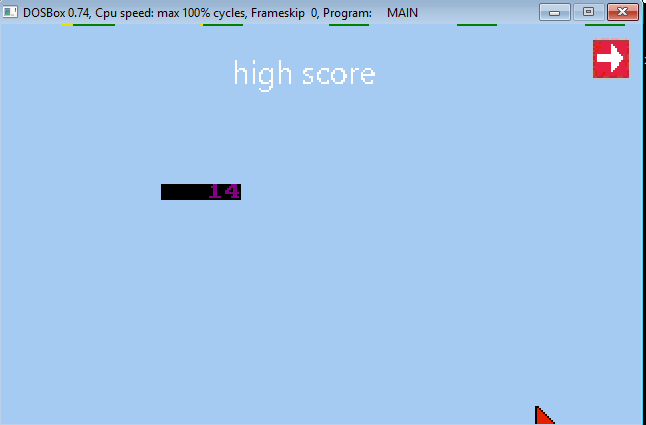 DOSBox 0.74, Cpu speed: max 100% cycles, Frameskip 0, Program: MAIN
high score
14